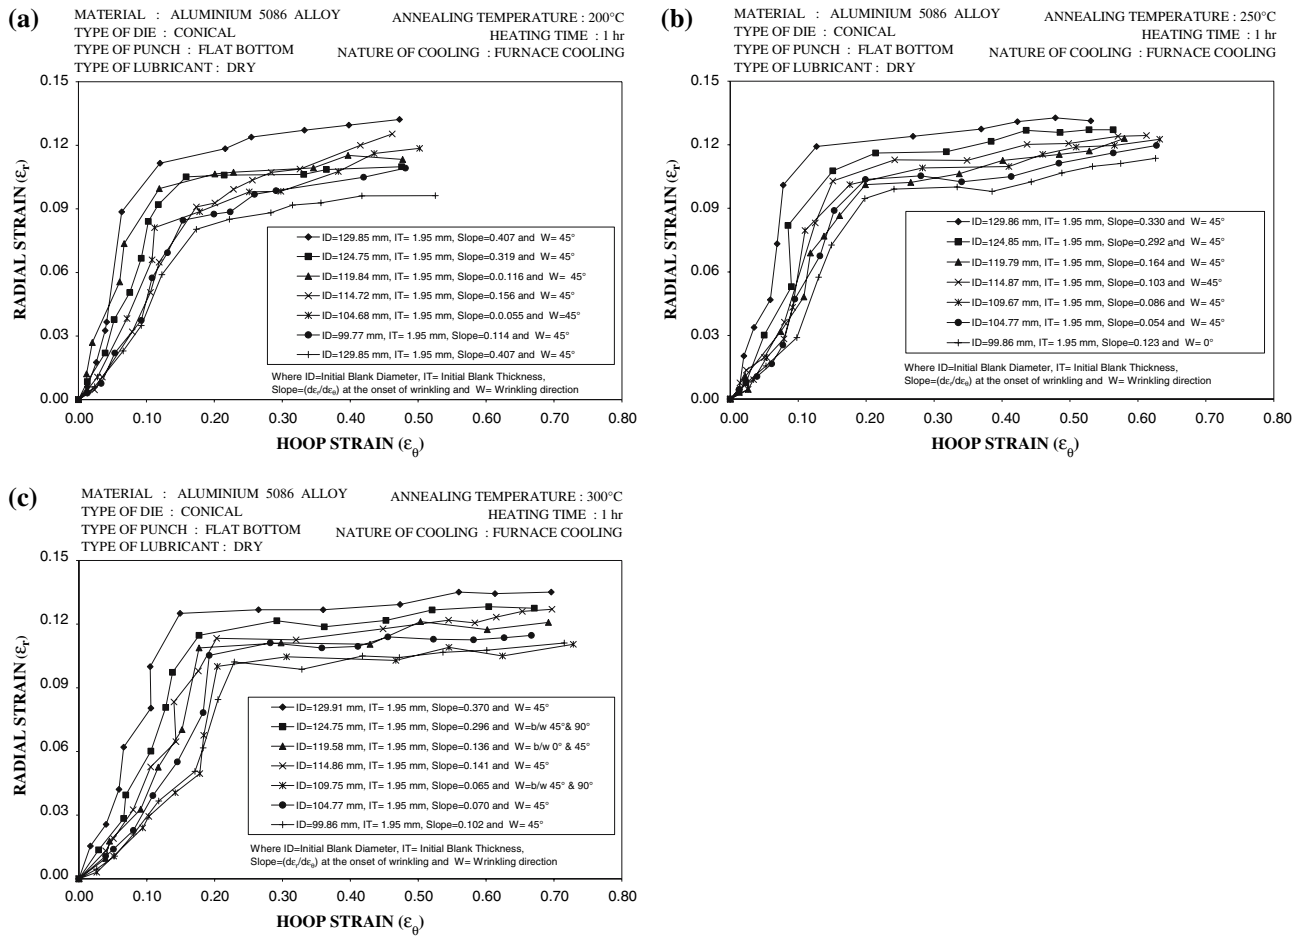 (a)
MATERIAL : ALUMINIUM 5086 ALLOY
TYPE OF DIE : CONICAL
TYPE OF PUNCH : FLAT BOTTOM
TYPE OF LUBRICANT : DRY
ANNEALING TEMPERATURE : 200°C
HEATING TIME : 1 hr
NATURE OF COOLING : FURNACE COOLING
RADIAL STRAIN (εr)
0.15
0.12
0.09
0.06
0.03
0.00
ID=129.85 mm, IT= 1.95 mm, Slope=0.407 and W= 45°
ID=124.75 mm, IT= 1.95 mm, Slope=0.319 and W= 45°
ID=119.84 mm, IT= 1.95 mm, Slope=0.0.116 and W= 45°
ID=114.72 mm, IT= 1.95 mm, Slope=0.156 and W= 45°
ID=104.68 mm, IT= 1.95 mm, Slope=0.0.055 and W=45°
ID=99.77 mm, IT= 1.95 mm, Slope=0.114 and W= 45°
ID=129.85 mm, IT= 1.95 mm, Slope=0.407 and W= 45°
Where ID=Initial Blank Diameter, IT= Initial Blank Thickness,
Slope=(dεr/dεθ) at the onset of wrinkling and W= Wrinkling direction
0.00 0.10 0.20 0.30 0.40 0.50 0.60 0.70 0.80
HOOP STRAIN (εθ)
(b)
MATERIAL : ALUMINIUM 5086 ALLOY
TYPE OF DIE : CONICAL
TYPE OF PUNCH : FLAT BOTTOM
TYPE OF LUBRICANT : DRY
ANNEALING TEMPERATURE : 250°C
HEATING TIME : 1 hr
NATURE OF COOLING : FURNACE COOLING
RADIAL STRAIN (εr)
0.15
0.12
0.09
0.06
0.03
0.00
ID=129.86 mm, IT= 1.95 mm, Slope=0.330 and W= 45°
ID=124,85 mm, IT= 1.95 mm, Slope=0.292 and W= 45°
ID=119.79 mm, IT= 1.95 mm, Slope=0.164 and W= 45°
ID=114.87 mm, IT= 1.95 mm, Slope=0.103 and W=45°
ID=109.67 mm, IT= 1.95 mm, Slope=0.086 and W= 45°
ID=104.77 mm, IT= 1.95 mm, Slope=0.054 and W= 45°
ID=99.86 mm, IT= 1.95 mm, Slope=0.123 and W= 0°
Where ID=Initial Blank Diameter, IT= Initial Blank Thickness,
Slope=(dεr/dεθ) at the onset of wrinkling and W= Wrinkling direction
0.00 0.10 0.20 0.30 0.40 0.50 0.60 0.70 0.80
HOOP STRAIN (εθ)
(c)
MATERIAL : ALUMINIUM 5086 ALLOY
TYPE OF DIE : CONICAL
TYPE OF PUNCH : FLAT BOTTOM
TYPE OF LUBRICANT : DRY
ANNEALING TEMPERATURE : 300°C
HEATING TIME : 1 hr
NATURE OF COOLING : FURNACE COOLING
RADIAL STRAIN (εr)
0.15
0.12
0.09
0.06
0.03
0.00
ID=129.91 mm, IT= 1.95 mm, Slope=0.370 and W= 45°
ID=124.75 mm, IT= 1.95 mm, Slope=0.296 and W=b/w 45°& 90°
ID=119.58 mm, IT= 1.95 mm, Slope=0.136 and W= b/w 0° & 45°
ID=114.86 mm, IT= 1.95 mm, Slope=0.141 and W= 45°
ID=109.75 mm, IT= 1.95 mm, Slope=0.065 and W=b/w 45° & 90°
ID=104.77 mm, IT= 1.95 mm, Slope=0.070 and W= 45°
ID=99.86 mm, IT= 1.95 mm, Slope=0.102 and W= 45°
Where ID=Initial Blank Diameter, IT= Initial Blank Thickness,
Slope=(dεr/dεθ) at the onset of wrinkling and W= Wrinkling direction
0.00 0.10 0.20 0.30 0.40 0.50 0.60 0.70 0.80
HOOP STRAIN (εθ)